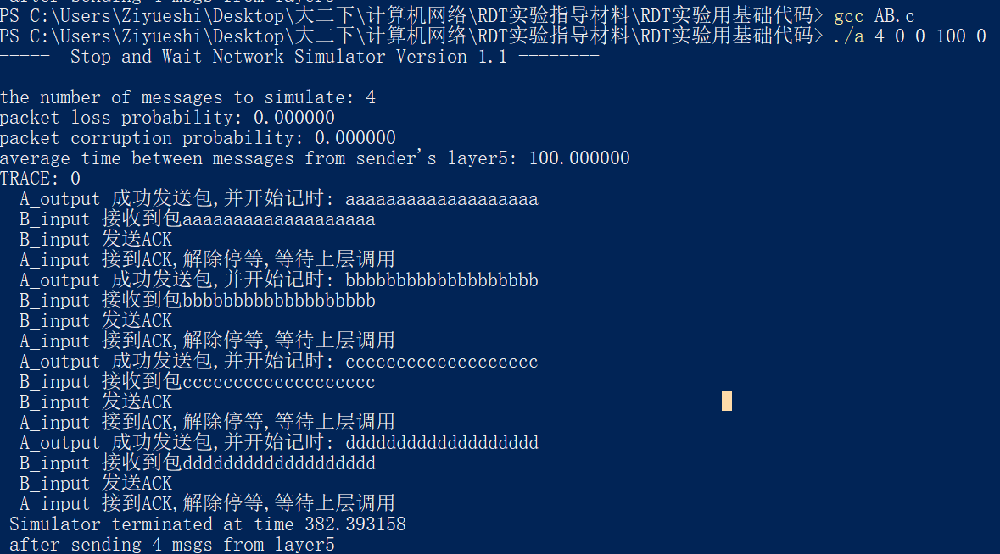 after sending 4 msgs from layer5
PS C:\Users\Ziyueshi\Desktop\大二下\计算机网络\RDT实验指导材料\RDT实验用基础代码> gcc AB.c
PS C:\Users\Ziyueshi\Desktop\大二下\计算机网络\RDT实验指导材料\RDT实验用基础代码> ./a 4 0 0 100 0
-----  Stop and Wait Network Simulator Version 1.1 --------
the number of messages to simulate: 4
packet loss probability: 0.000000
packet corruption probability: 0.000000
average time between messages from sender's layer5: 100.000000
TRACE: 0
  A_output 成功发送包,并开始记时: aaaaaaaaaaaaaaaaaaa
  B_input 接收到包aaaaaaaaaaaaaaaaaaa
  B_input 发送ACK
  A_input 接到ACK,解除停等,等待上层调用
  A_output 成功发送包,并开始记时: bbbbbbbbbbbbbbbbbbb
  B_input 接收到包bbbbbbbbbbbbbbbbbbb
  B_input 发送ACK
  A_input 接到ACK,解除停等,等待上层调用
  A_output 成功发送包,并开始记时: ccccccccccccccccccc
  B_input 接收到包ccccccccccccccccccc
  B_input 发送ACK
  A_input 接到ACK,解除停等,等待上层调用
  A_output 成功发送包,并开始记时: ddddddddddddddddddd
  B_input 接收到包ddddddddddddddddddd
  B_input 发送ACK
  A_input 接到ACK,解除停等,等待上层调用
 Simulator terminated at time 382.393158
 after sending 4 msgs from layer5